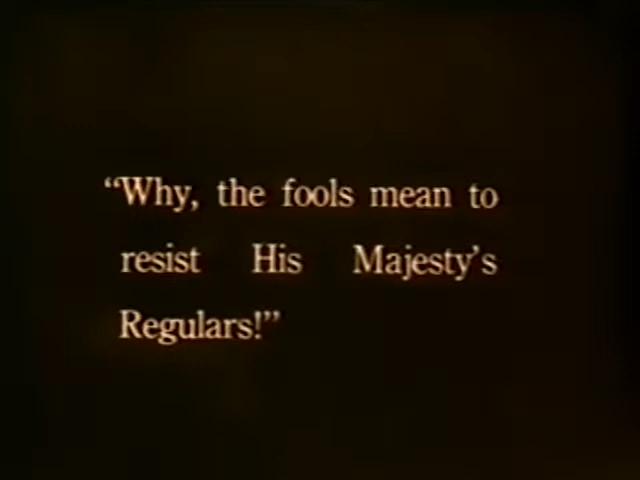 “Why, the fools mean to
resist His Majesty’s
Regulars!”